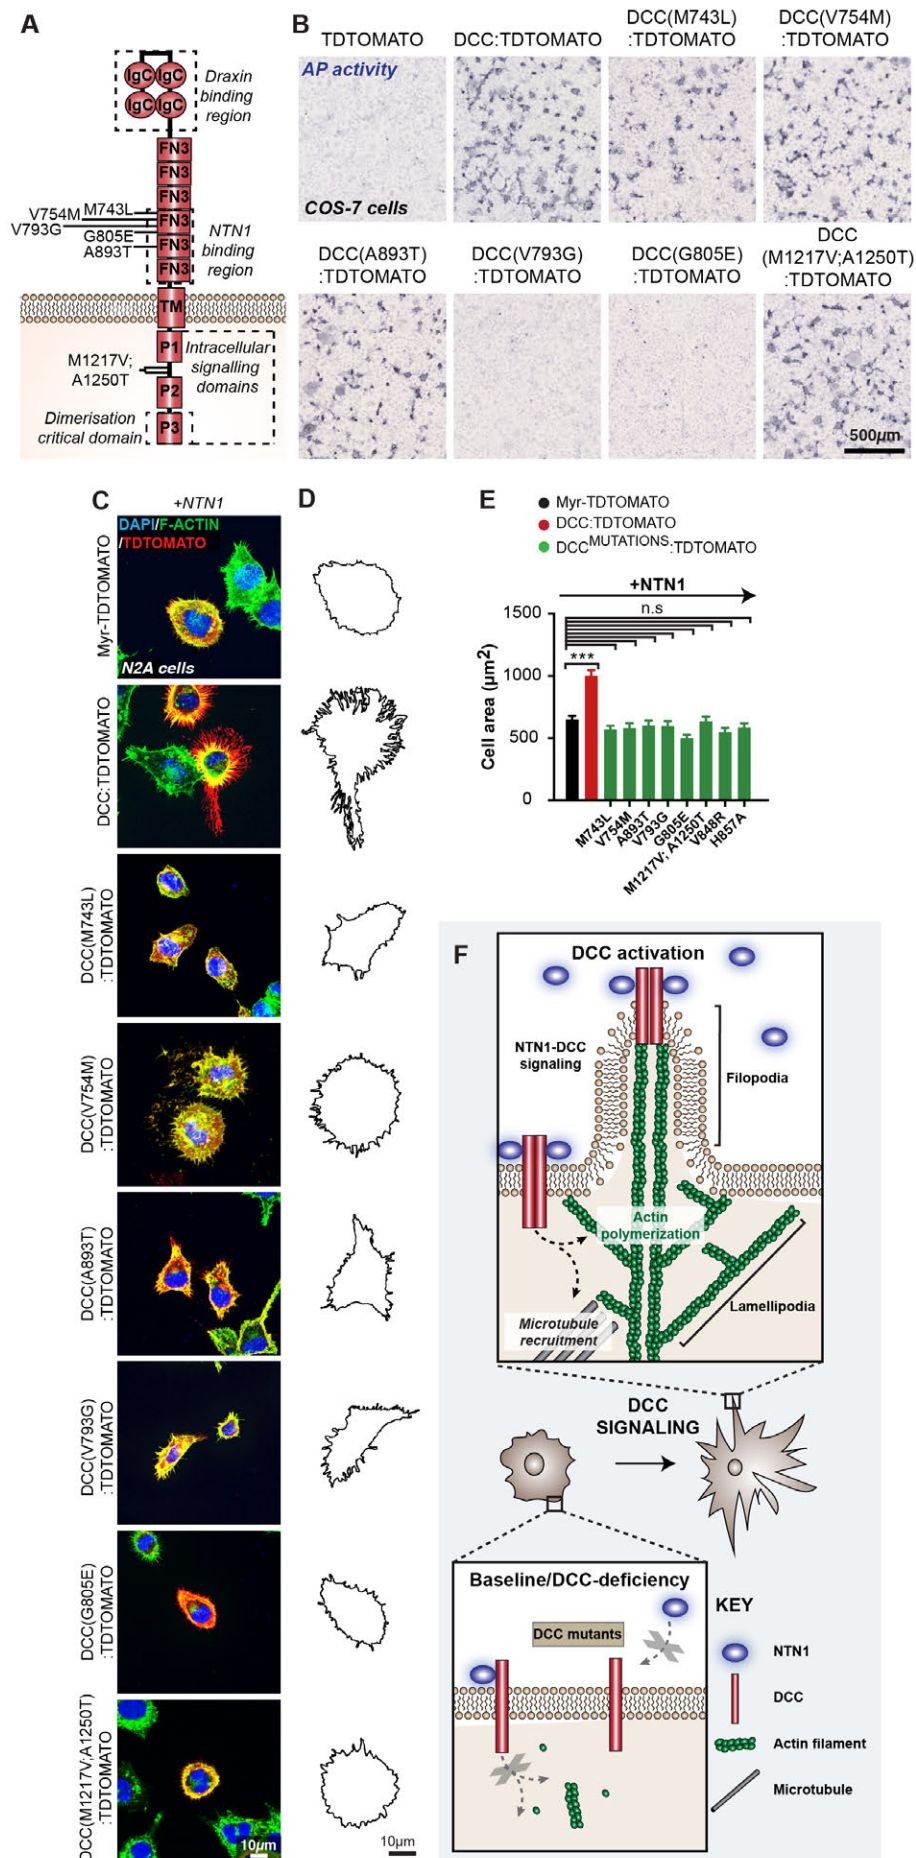 A
IgC IgC
IgC IgC
Draxin
binding
region
FN3
FN3
FN3
FN3
FN3
FN3
V754M M743L
V793G
G805E
A893T
NTN1
binding
region
TM
P1
Intracellular
signalling
domains
M1217V;
A1250T
P2
Dimerisation
critical domain
P3
B
TDTOMATO
DCC:TDTOMATO
DCC(M743L)
:TDTOMATO
DCC(V754M)
:TDTOMATO
AP activity
COS-7 cells
DCC(A893T)
:TDTOMATO
DCC(V793G)
:TDTOMATO
DCC(G805E)
:TDTOMATO
DCC
(M1217V;A1250T)
:TDTOMATO
500µm
C
+NTN1
DAPI/F-ACTIN
/TDTOMATO
N2A cells
Myr-TDTOMATO
DCC:TDTOMATO
DCC(M743L)
:TDTOMATO
DCC(V754M)
:TDTOMATO
DCC(A893T)
:TDTOMATO
DCC(V793G)
:TDTOMATO
DCC(G805E)
:TDTOMATO
DCC(M1217V;A1250T)
:TDTOMATO
10µm
D
10µm
E
Myr-TDTOMATO
DCC:TDTOMATO
DCCMUTATIONS:TDTOMATO
+NTN1
n.s
***
Cell area (µm2)
1500
1000
500
0
M743L
V754M
A893T
V793G
G805E
M1217V; A1250T
V848R
H857A
F
DCC activation
NTN1-DCC
signaling
Filopodia
Actin
polymerization
Lamellipodia
Microtubule
recruitment
DCC
SIGNALING
Baseline/DCC-deficiency
DCC mutants
KEY
NTN1
DCC
Actin filament
Microtubule